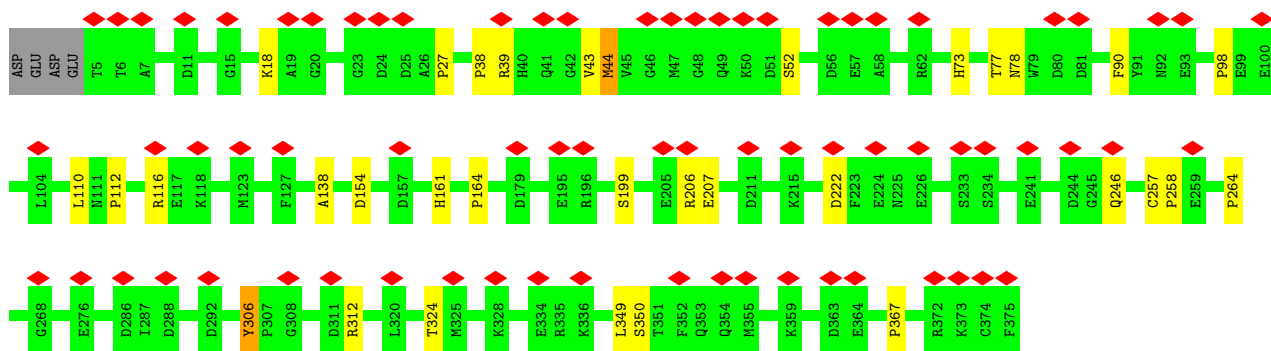 ASP GLU ASP GLU T5 T6 A7 D11 G15 K18 A19 G20 G23 D24 D25 A26 P27 P38 R39 H40 Q41 G42 V43 M44 V45 G46 M47 G48 Q49 K50 D51 S52 D56 E57 A58 R62 H73 T77 N78 W79 D80 D81 F90 Y91 N92 E93 P98 E99 E100
L104 L110 N111 P112 R116 E117 K118 M123 F127 A138 D154 D157 H161 P164 D179 E195 R196 S199 E205 R206 E207 D211 K215 D222 F223 E224 N225 E226 S233 S234 E241 D244 G245 Q246 C257 P258 E259 P264
G268 E276 D286 I287 D288 D292 Y306 P307 G308 D311 R312 L320 T324 M325 K328 E334 R335 K336 L349 S350 T351 F352 Q353 Q354 M355 K359 D363 E364 P367 R372 K373 C374 F375